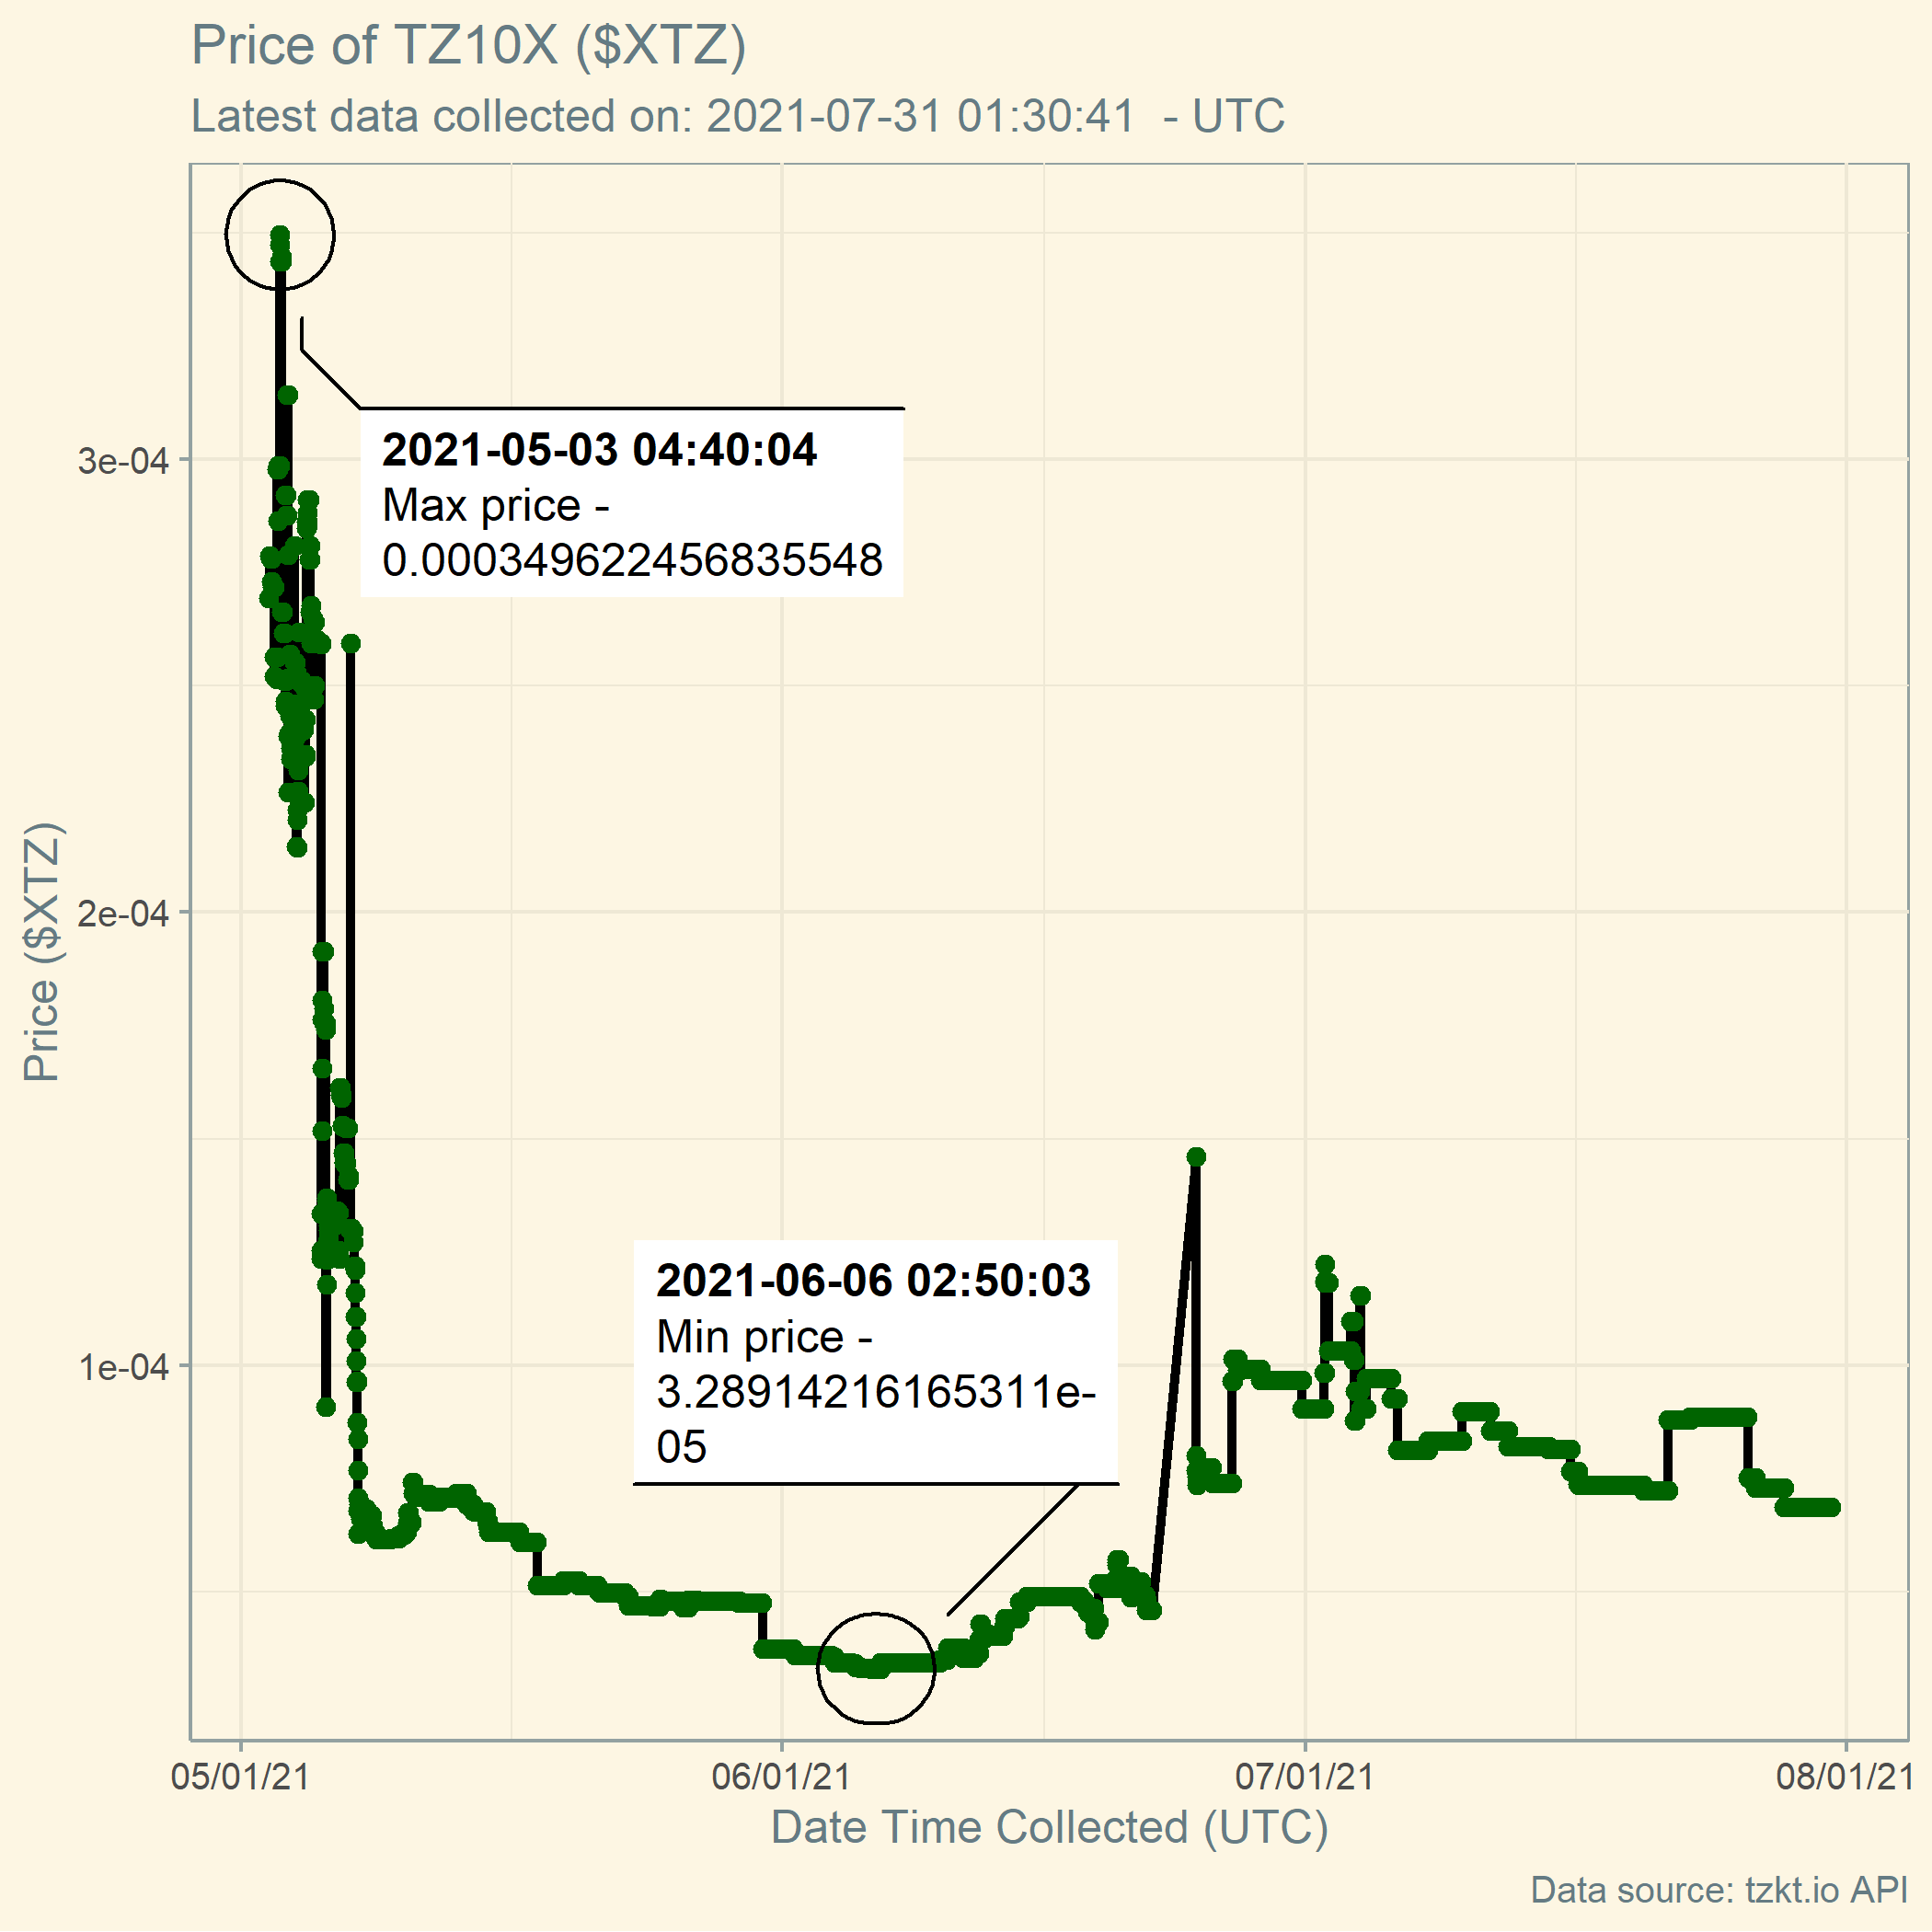 Price of TZ10X ($XTZ)
Latest data collected on: 2021-07-31 01:30:41  - UTC
2021-05-03 04:40:04
Max price -
0.000349622456835548
3e-04
2e-04
Price ($XTZ)
2021-06-06 02:50:03
Min price -
3.28914216165311e-
05
1e-04
05/01/21
06/01/21
07/01/21
08/01/21
Date Time Collected (UTC)
Data source: tzkt.io API